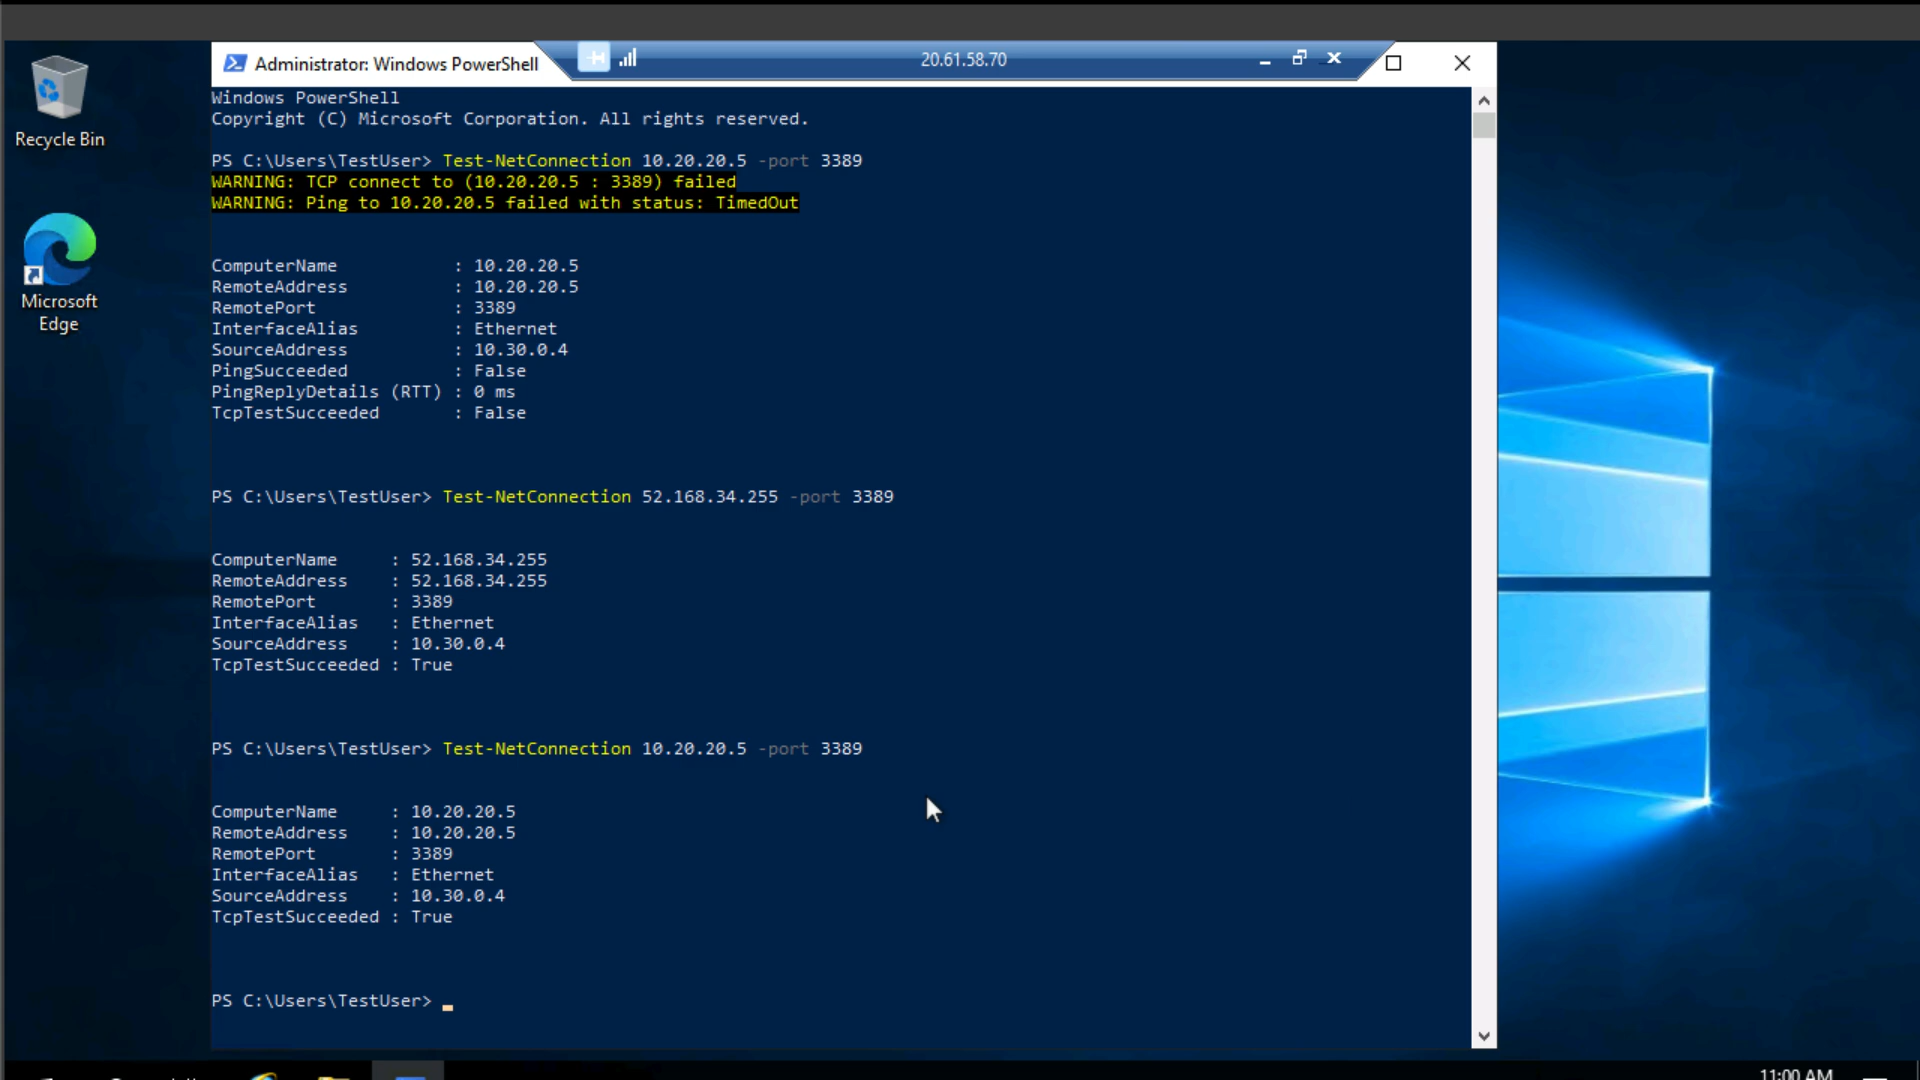 Recycle Bin
Microsoft
Edge
Administrator: Windows PowerShell
20.61.58.70
Windows PowerShell
Copyright (C) Microsoft Corporation. All rights reserved.
PS C:\Users\TestUser> Test-NetConnection 10.20.20.5 -port 3389
WARNING: TCP connect to (10.20.20.5 : 3389) failed
WARNING: Ping to 10.20.20.5 failed with status: TimedOut
ComputerName : 10.20.20.5
RemoteAddress : 10.20.20.5
RemotePort : 3389
InterfaceAlias : Ethernet
SourceAddress : 10.30.0.4
PingSucceeded : False
PingReplyDetails (RTT) : 0 ms
TcpTestSucceeded : False
PS C:\Users\TestUser> Test-NetConnection 52.168.34.255 -port 3389
ComputerName : 52.168.34.255
RemoteAddress : 52.168.34.255
RemotePort : 3389
InterfaceAlias : Ethernet
SourceAddress : 10.30.0.4
TcpTestSucceeded : True
PS C:\Users\TestUser> Test-NetConnection 10.20.20.5 -port 3389
ComputerName : 10.20.20.5
RemoteAddress : 10.20.20.5
RemotePort : 3389
InterfaceAlias : Ethernet
SourceAddress : 10.30.0.4
TcpTestSucceeded : True
PS C:\Users\TestUser>
11:00 AM